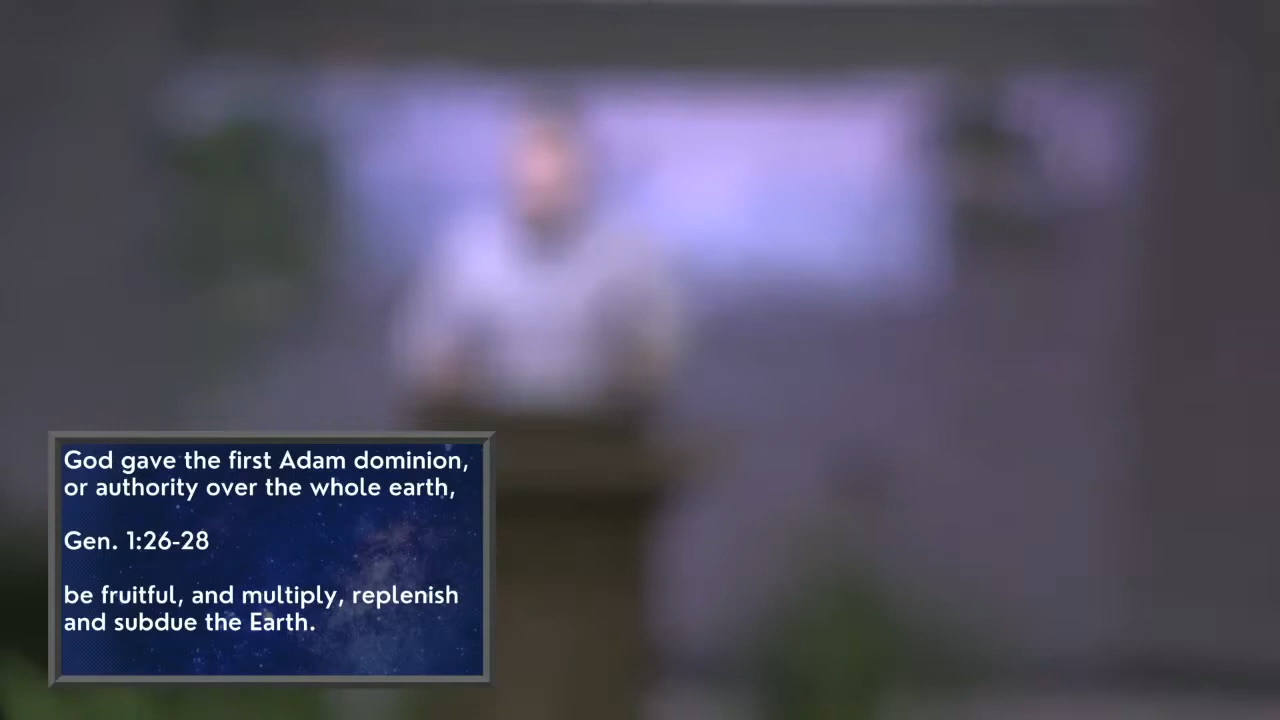 God gave the first Adam dominion,
or authority over the whole earth,
Gen. 1:26-28
be fruitful, and multiply, replenish
and subdue the Earth.